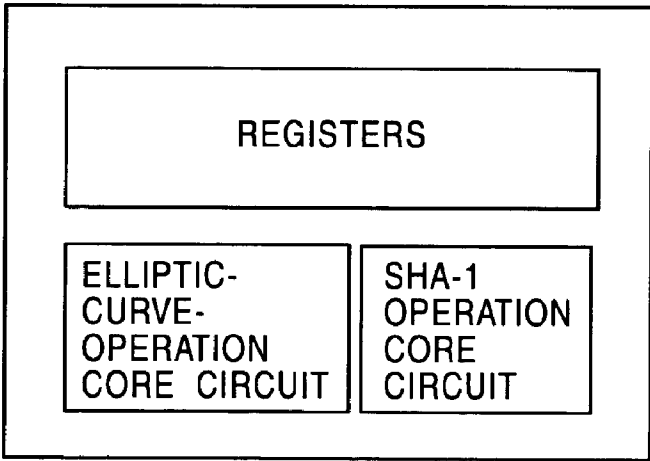 REGISTERS
ELLIPTIC-
CURVE-
OPERATION
CORE CIRCUIT
SHA-1
OPERATION
CORE
CIRCUIT